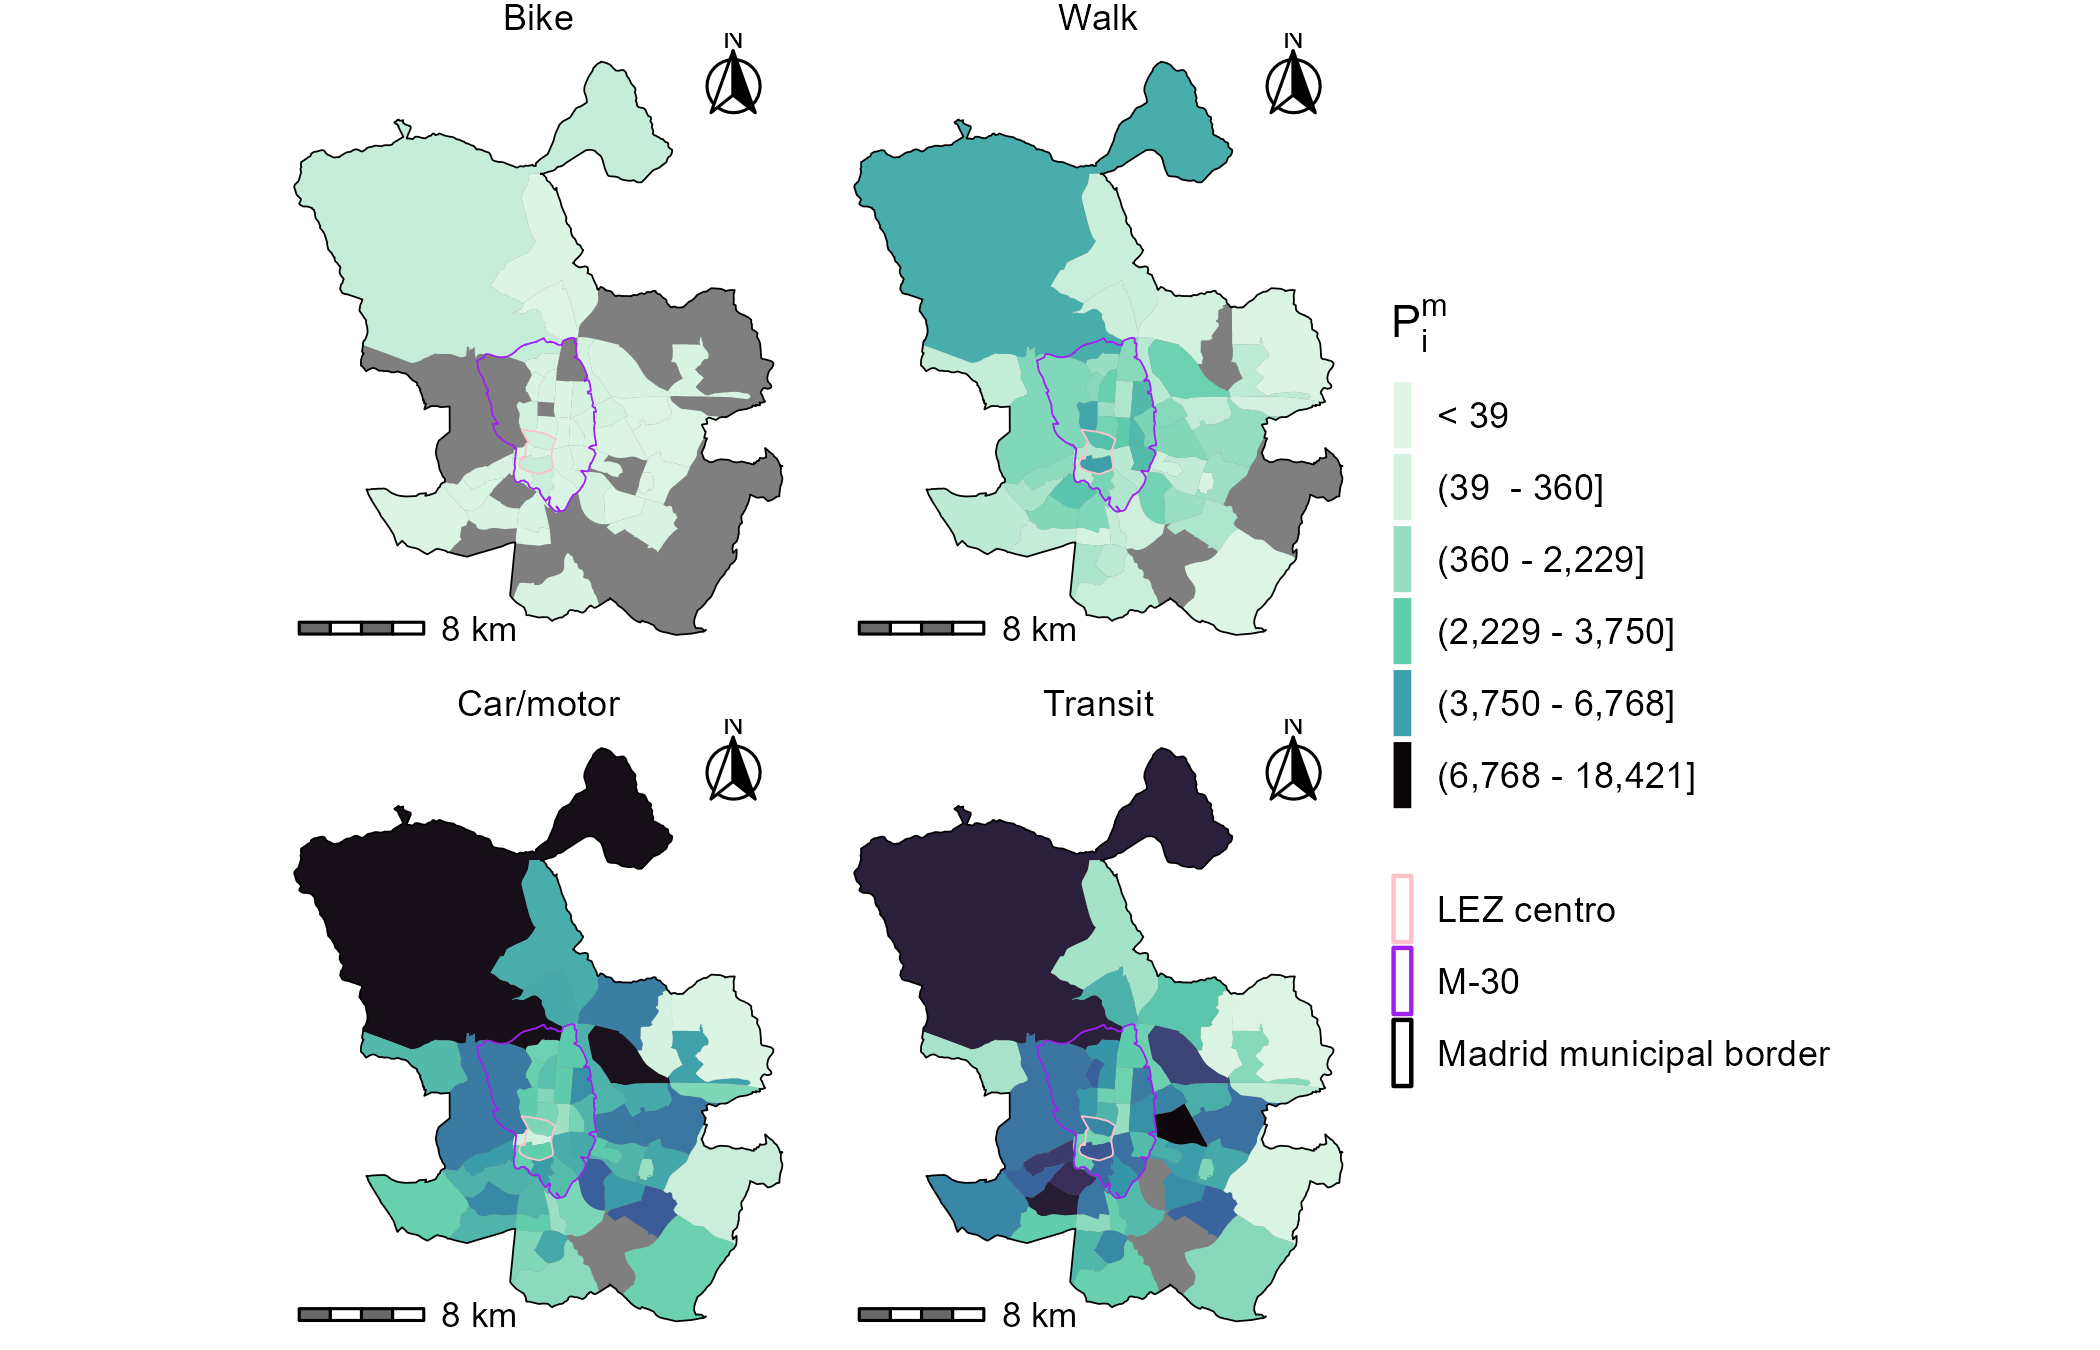 Bike
Walk
N
N
8 km
8 km
Car/motor
Transit
N
N
8 km
8 km
P_i^m
< 39
(39 - 360]
(360 - 2,229]
(2,229 - 3,750]
(3,750 - 6,768]
(6,768 - 18,421]
LEZ centro
M-30
Madrid municipal border